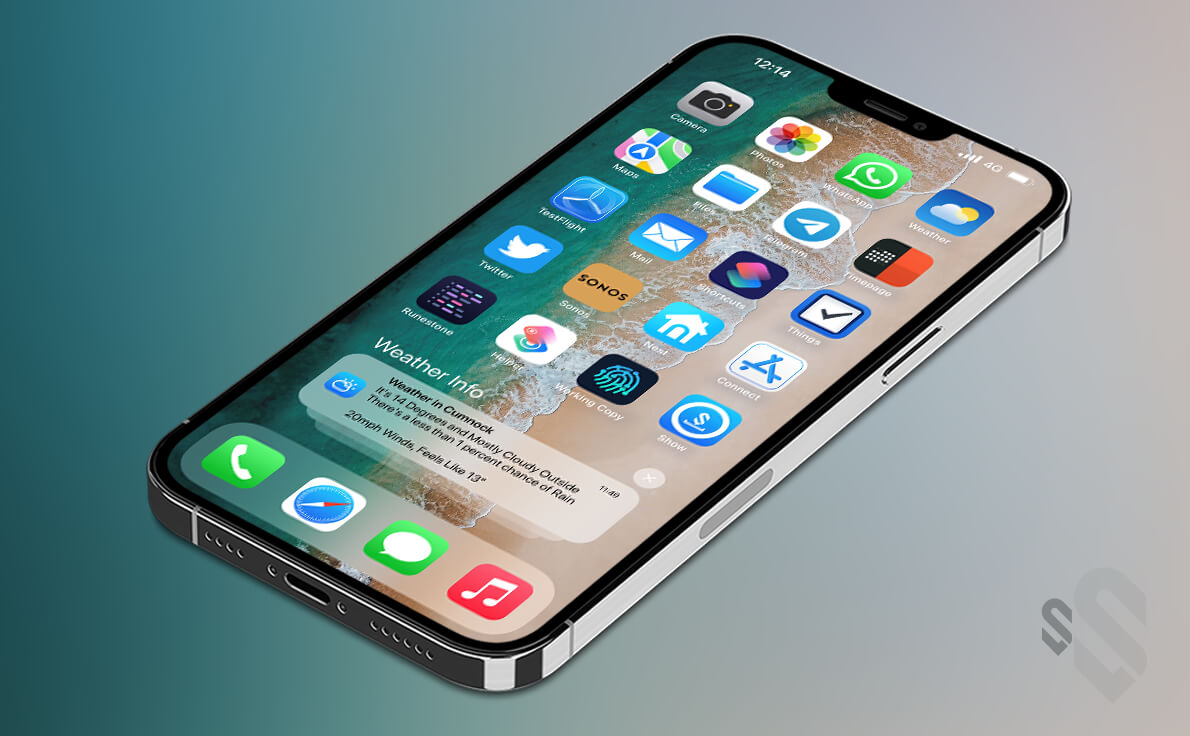 12:14
4G
Camera
Photos
WhatsApp
Weather
Maps
Files
Telegram
Timepage
TestFlight
Mail
Shortcuts
Things
Twitter
SONOS
Sonos
Nest
Connect
Runestone
Helper
Working Copy
Show
Weather Info
Weather in Cumnock
11:49
It's 14 Degrees and Mostly Cloudy Outside
There's a less than 1 percent chance of Rain
20mph Winds, Feels Like 13°